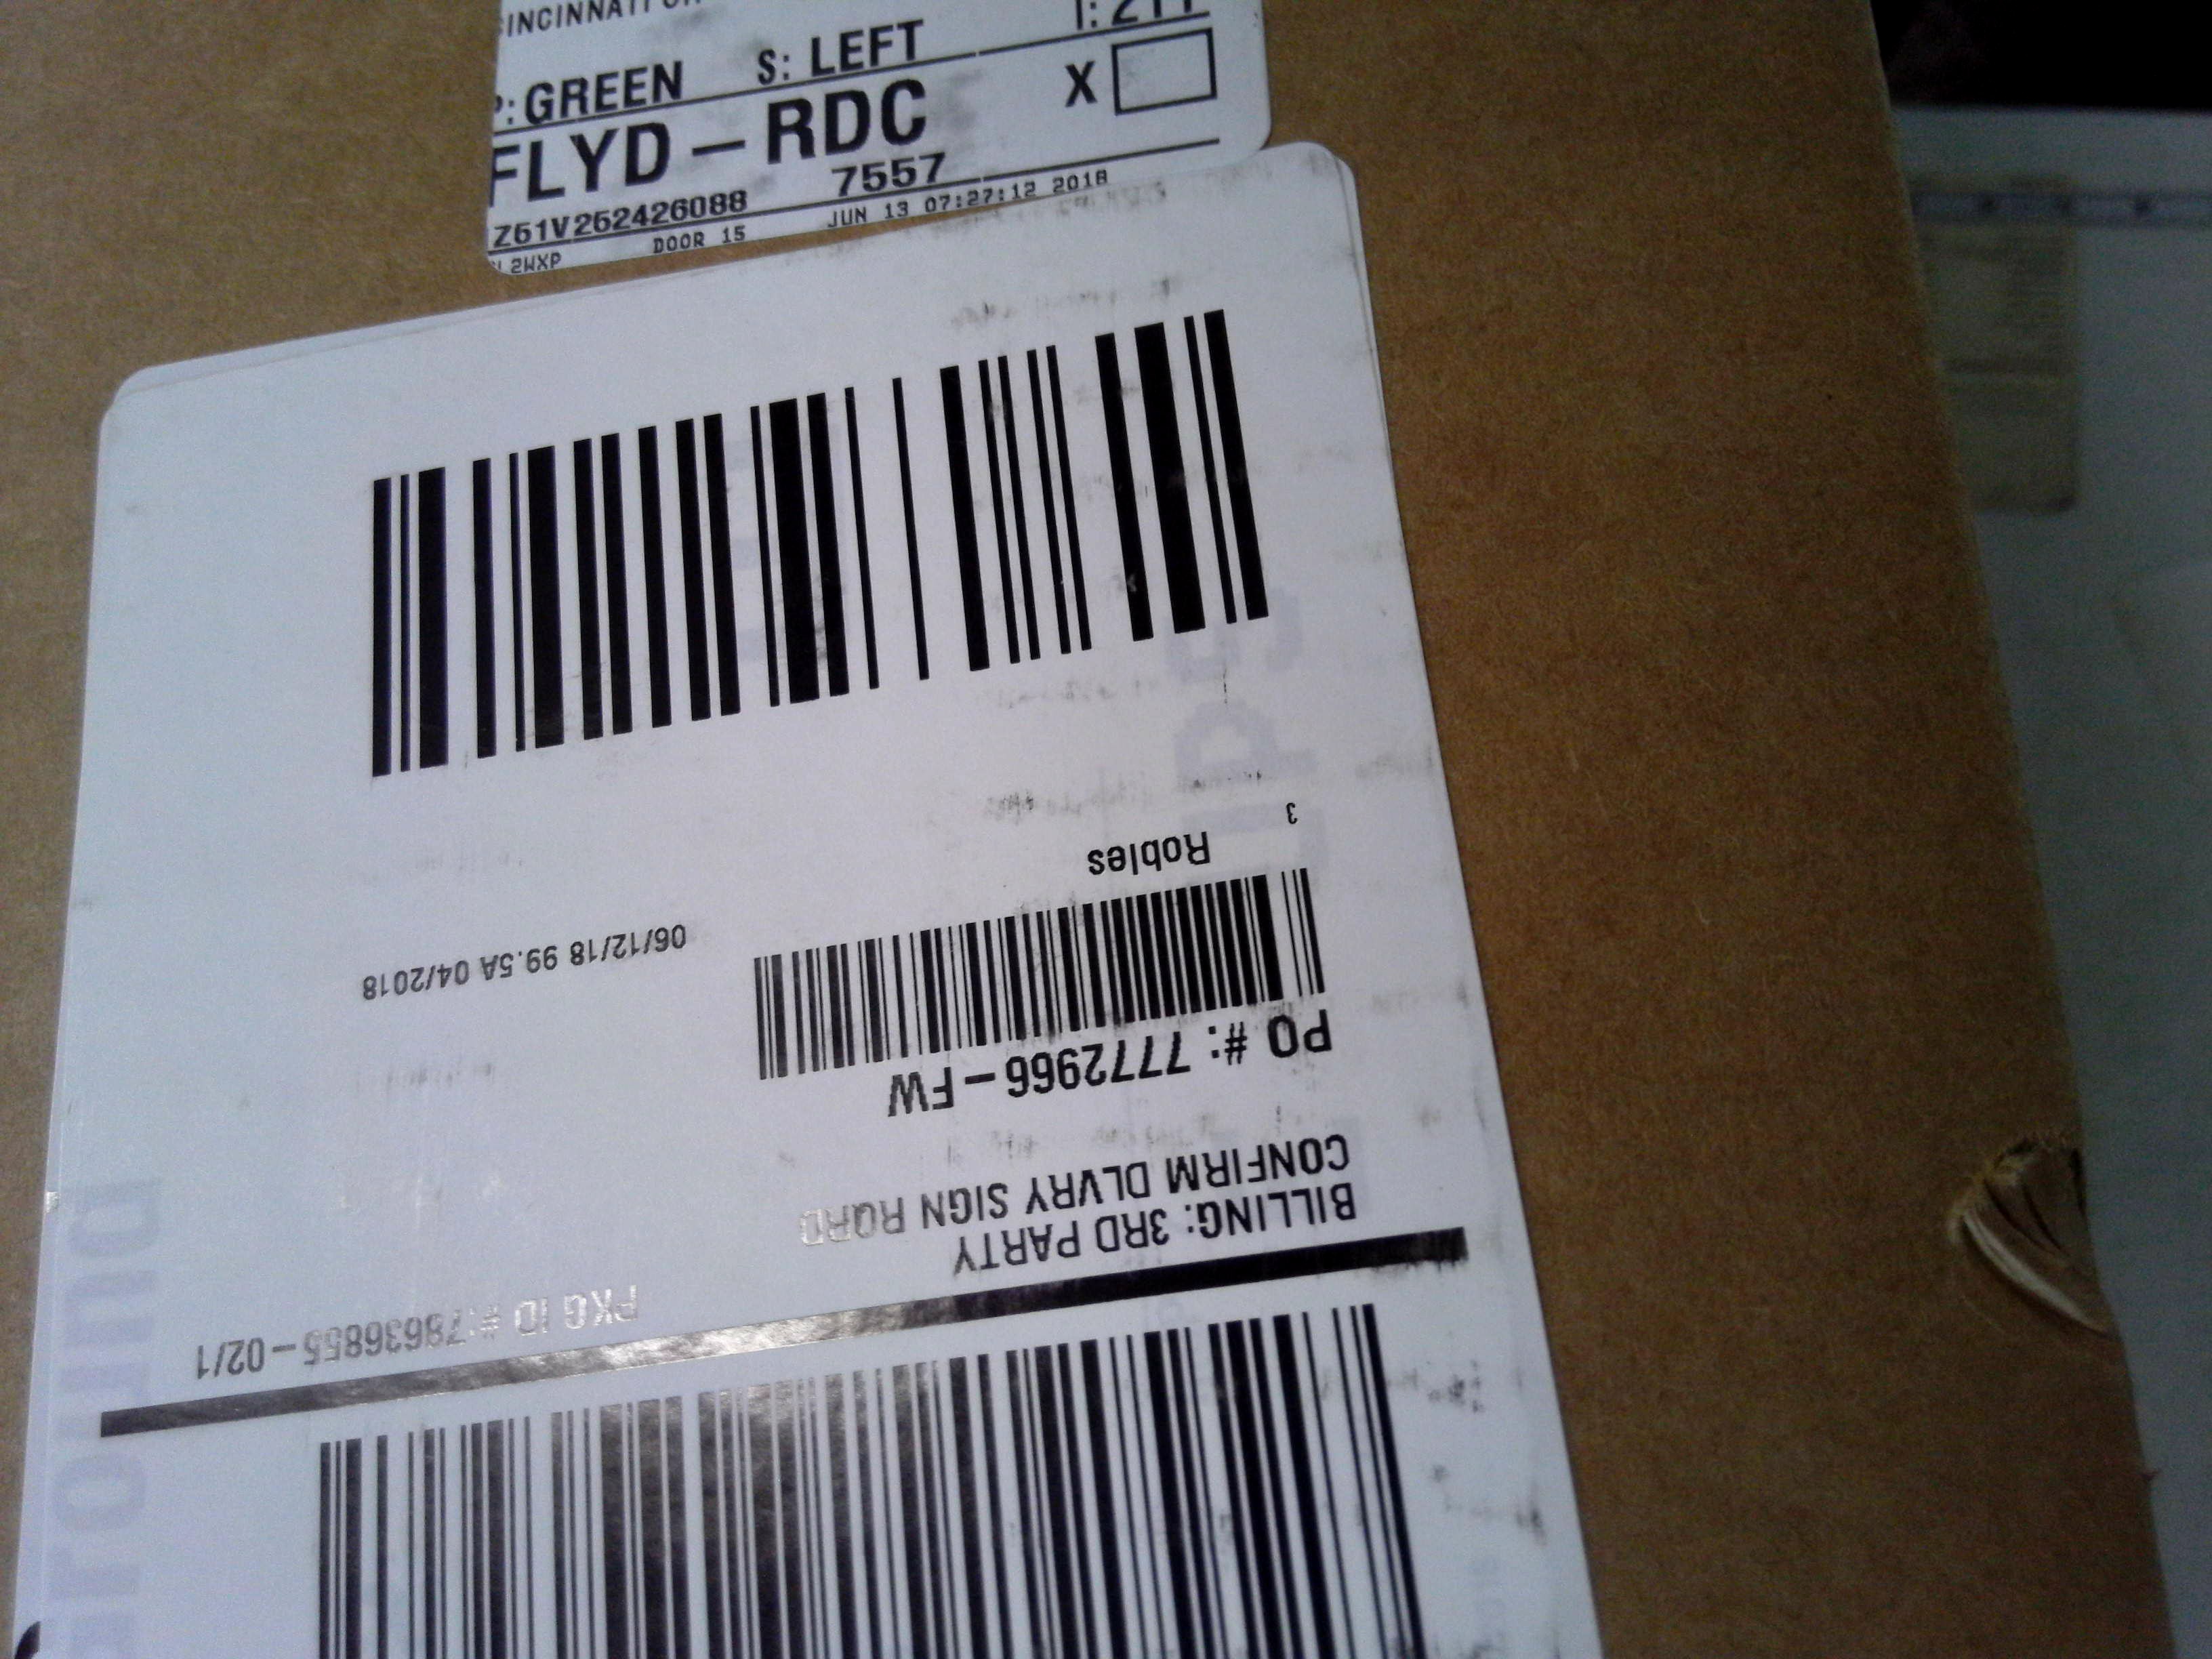 P: GREEN S: LEFT
X
FLYD – RDC
7557
Z61V252426088
DOOR 15 JUN 13 07:27:12 2018
L2WXP
PKG ID #:78636855–02/1
BILLING: 3RD PARTY
CONFIRM DLVRY SIGN RQRD
PO #: 7772966–FW
06/12/18 99.5A 04/2018
Robles
3